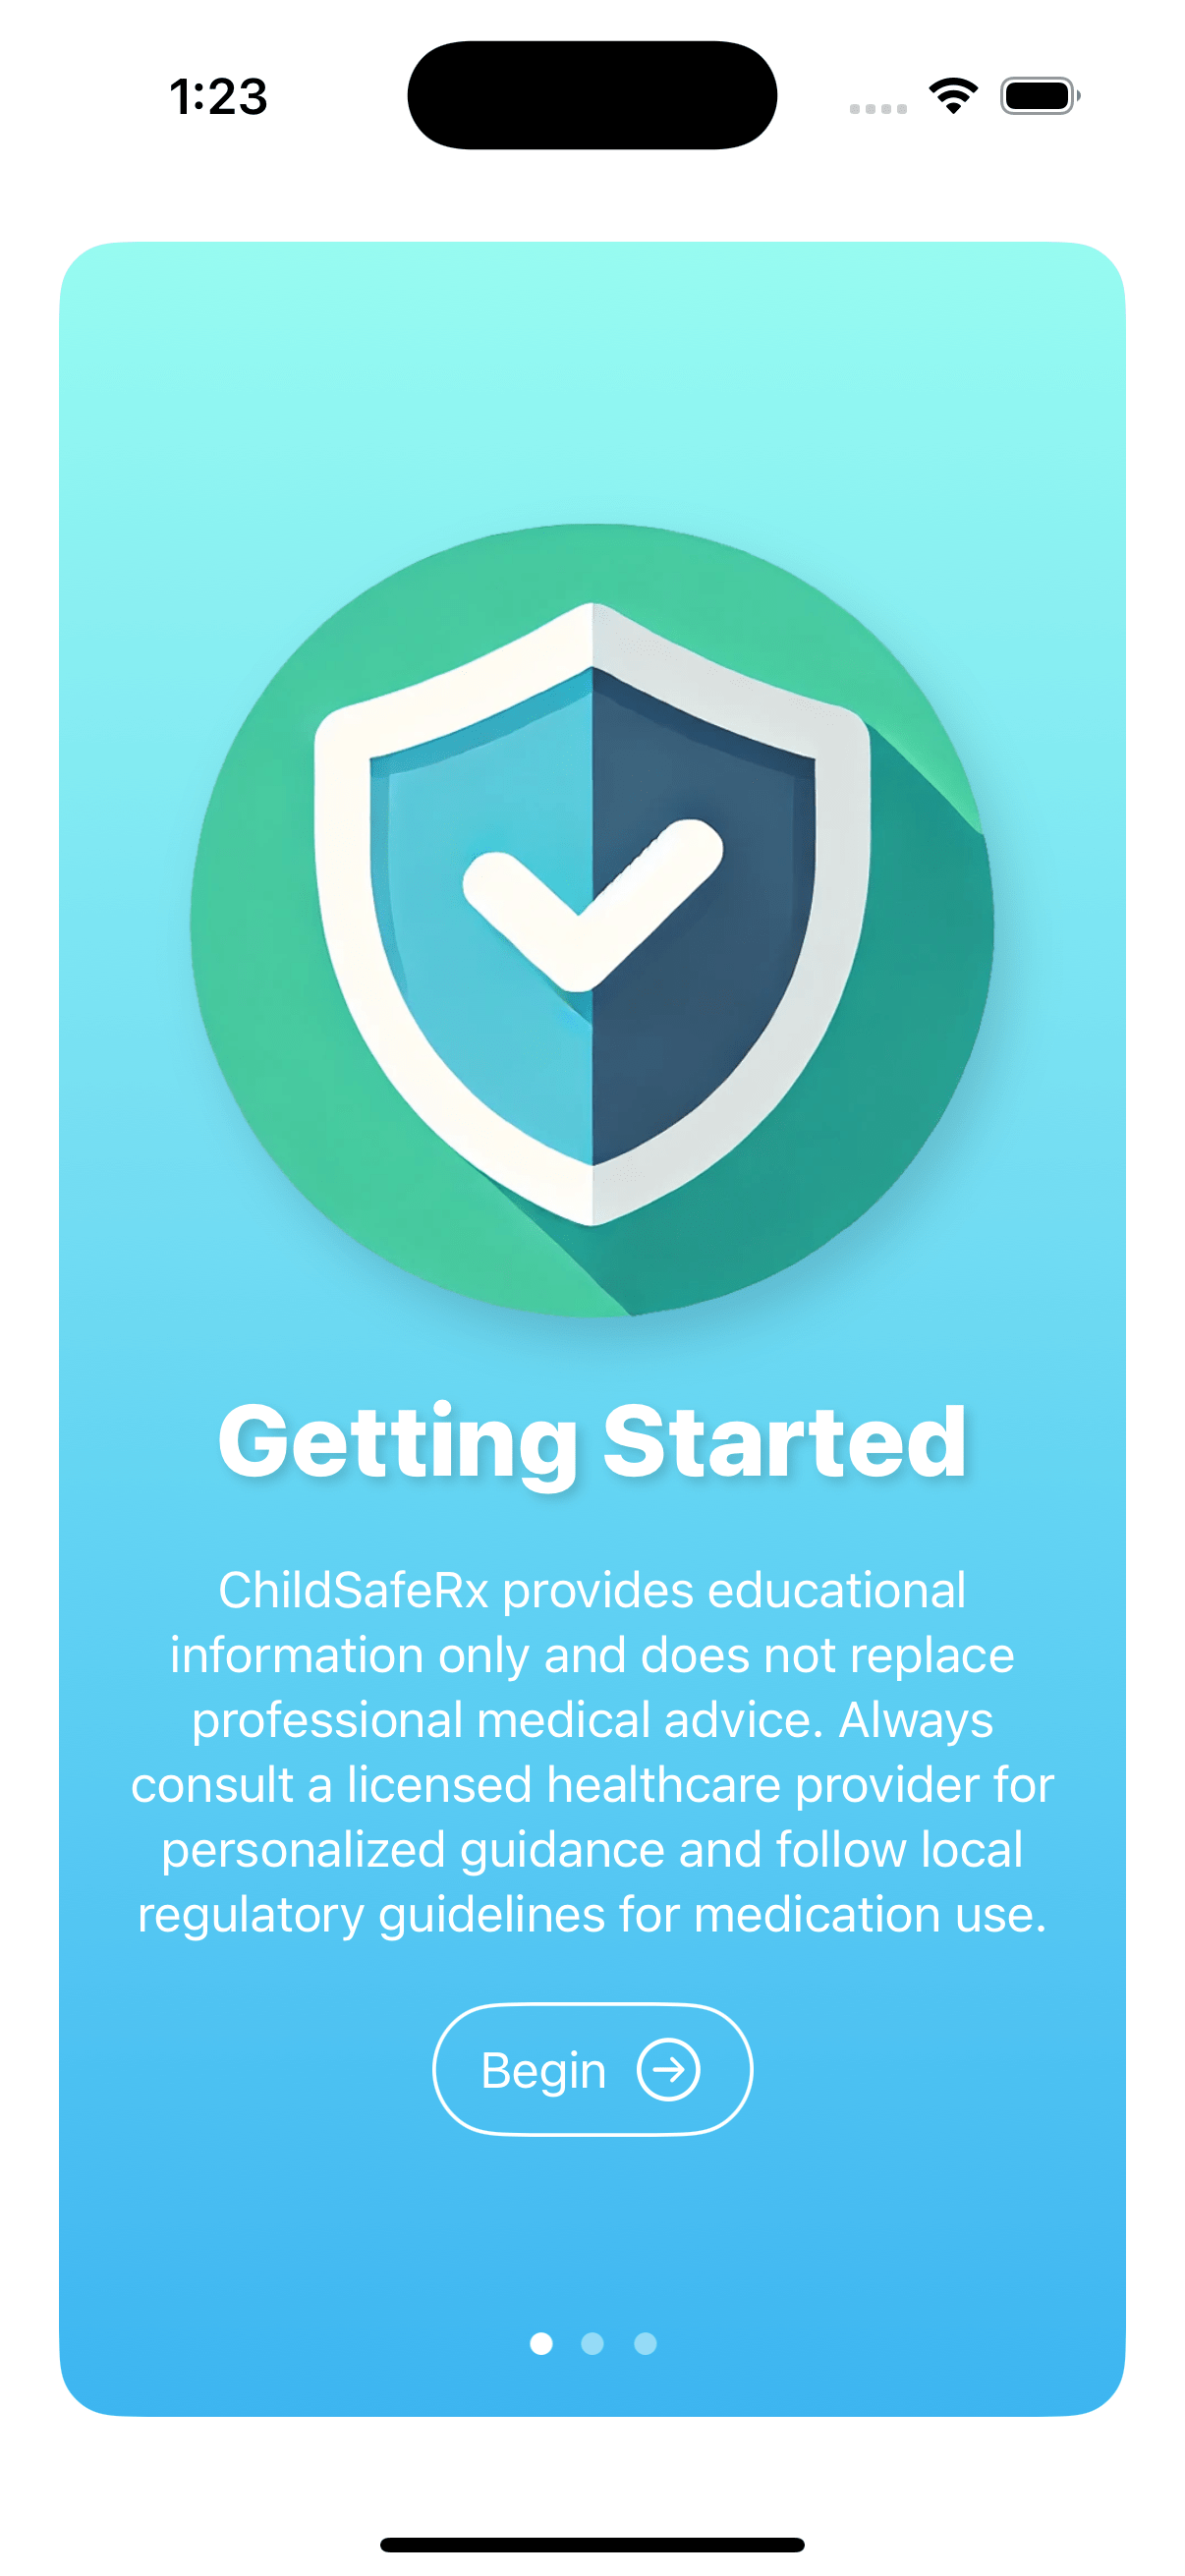 1:23
Getting Started
ChildSafeRx provides educational
information only and does not replace
professional medical advice. Always
consult a licensed healthcare provider for
personalized guidance and follow local
regulatory guidelines for medication use.
Begin